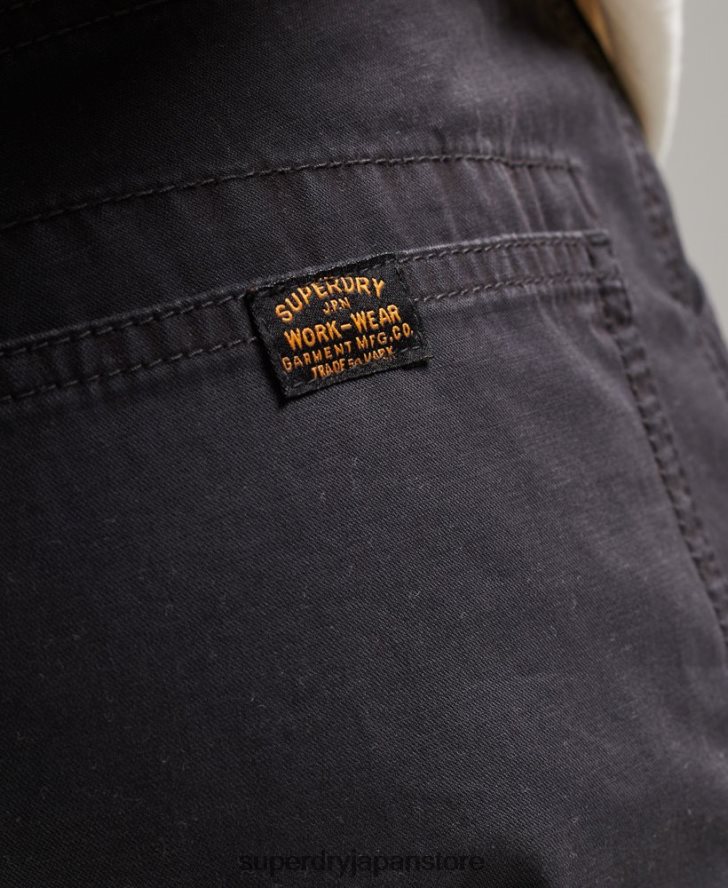 SUPERDRY
JPN
WORK-WEAR
GARMENT MFG.CO.
TRADE MARK
superdryjapanstore